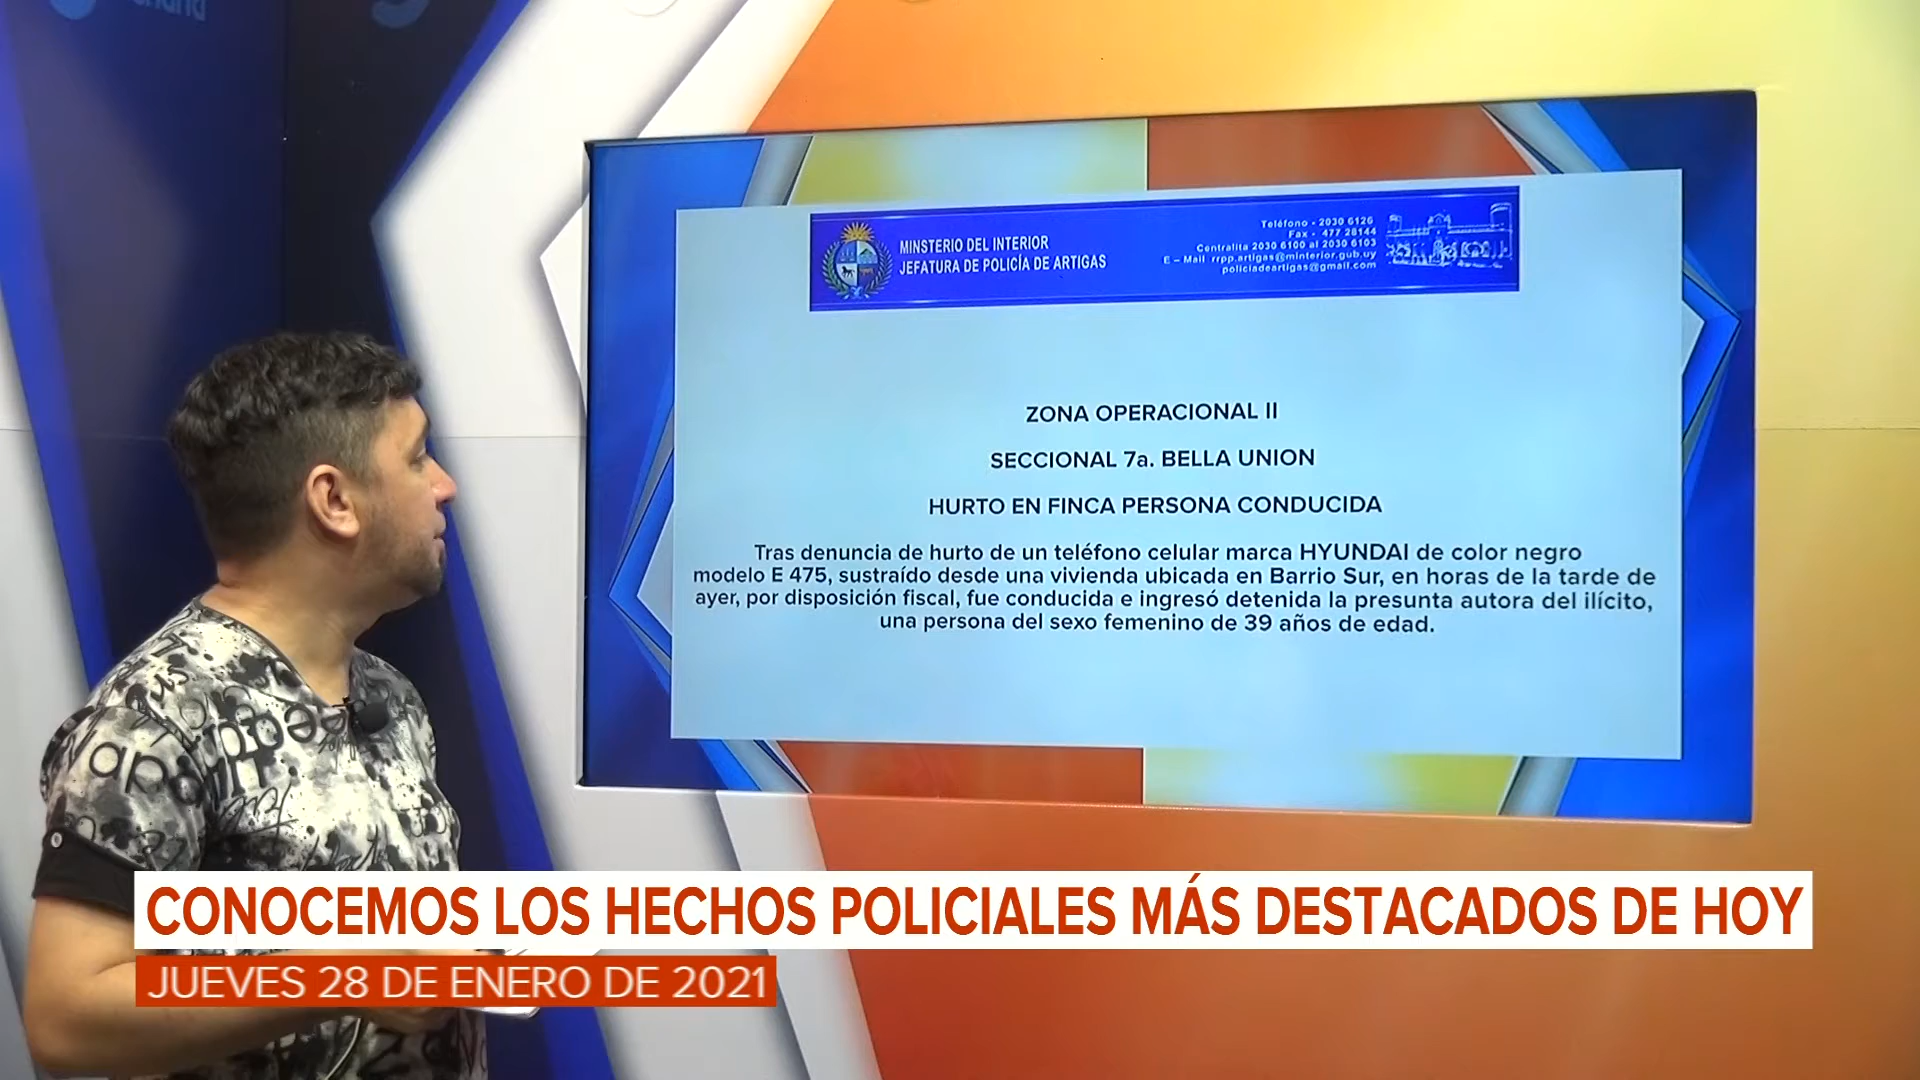 MINSTERIO DEL INTERIOR
JEFATURA DE POLICÍA DE ARTIGAS
Teléfono - 2030 6126
Fax - 477 28144
Centralita 2030 6100 al 2030 6103
E – Mail rrpp.artigas@minterior.gub.uy
policiadeartigas@gmail.com
ZONA OPERACIONAL II
SECCIONAL 7a. BELLA UNION
HURTO EN FINCA PERSONA CONDUCIDA
Tras denuncia de hurto de un teléfono celular marca HYUNDAI de color negro
modelo E 475, sustraído desde una vivienda ubicada en Barrio Sur, en horas de la tarde de
ayer, por disposición fiscal, fue conducida e ingresó detenida la presunta autora del ilícito,
una persona del sexo femenino de 39 años de edad.
CONOCEMOS LOS HECHOS POLICIALES MÁS DESTACADOS DE HOY
JUEVES 28 DE ENERO DE 2021